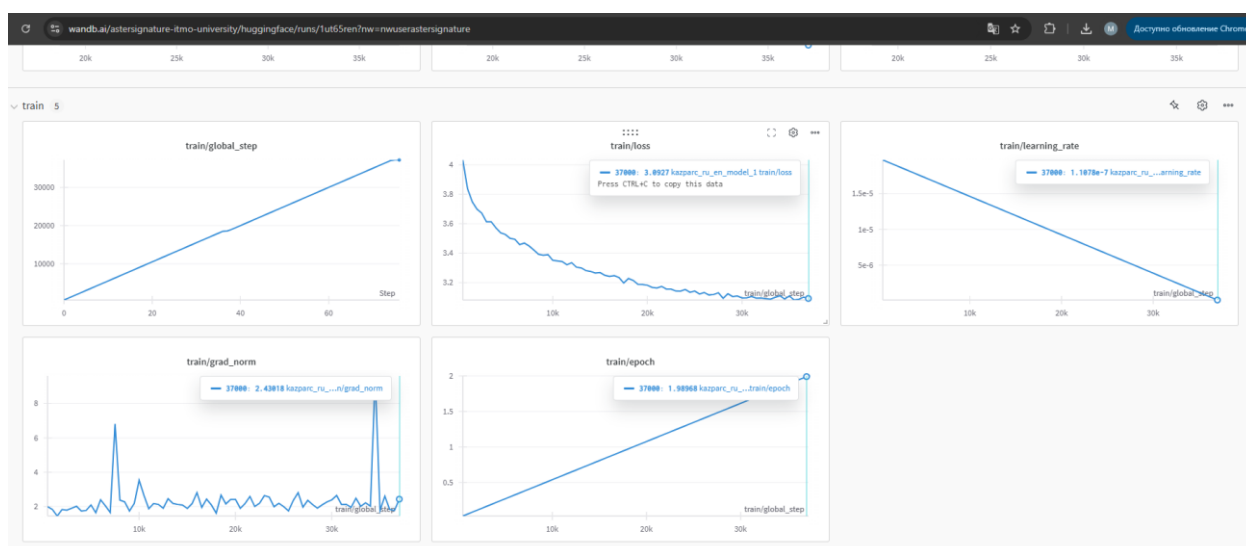 wandb.ai/astersignature-itmo-university/huggingface/runs/1ut65ren?nw=nwuserastersignature
M
Доступно обновление Chrome
20k 25k 30k 35k
20k 25k 30k 35k
20k 25k 30k 35k
train 5
train/global_step
30000
20000
10000
Step
0 20 40 60
train/loss
4
37000: 3.0927 kazparc_ru_en_model_1 train/loss
Press CTRL+C to copy this data
3.8
3.6
3.4
3.2
train/global_step
10k 20k 30k
train/learning_rate
37000: 1.1078e-7 kazparc_ru_...arning_rate
1.5e-5
1e-5
5e-6
train/global_step
10k 20k 30k
train/grad_norm
37000: 2.43018 kazparc_ru_...n/grad_norm
8
6
4
2
train/global_step
10k 20k 30k
train/epoch
2
37000: 1.98968 kazparc_ru_...train/epoch
1.5
1
0.5
train/global_step
10k 20k 30k